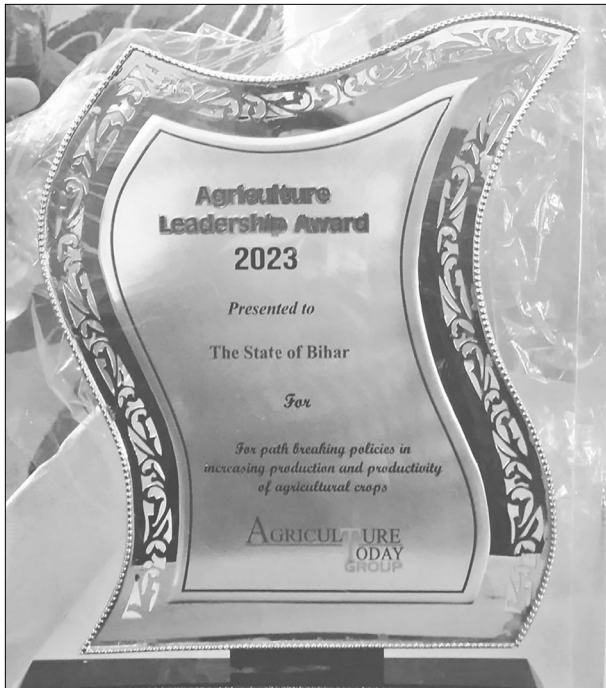 Agriculture
Leadership Award
2023
Presented to
The State of Bihar
For
For path breaking policies in
increasing production and productivity
of agricultural crops
AGRICULTURE
TODAY
GROUP